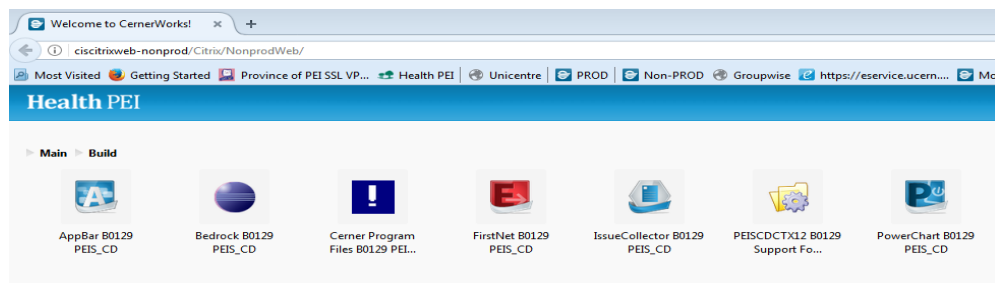 Welcome to CernerWorks! × +
ciscitrixweb-nonprod/Citrix/NonprodWeb/
Most Visited Getting Started Province of PEI SSL VP... Health PEI Unicentre PROD Non-PROD Groupwise https://eservice.ucern.... Mo
Health PEI
Main Build
AppBar B0129 PEIS_CD
Bedrock B0129 PEIS_CD
Cerner Program Files B0129 PEI...
FirstNet B0129 PEIS_CD
IssueCollector B0129 PEIS_CD
PEISCDCTX12 B0129 Support Fo...
PowerChart B0129 PEIS_CD